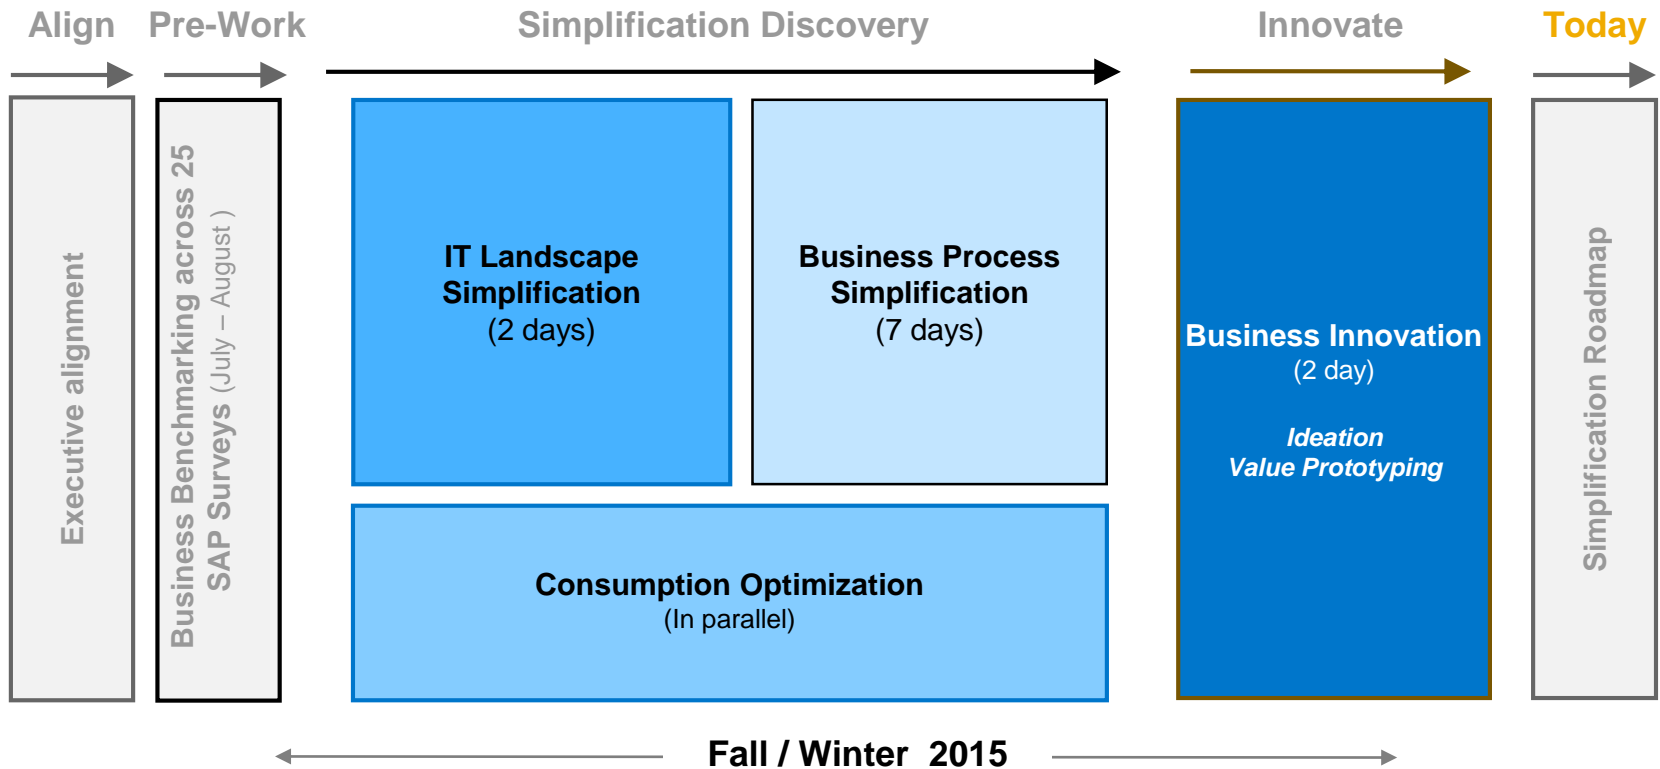 Align
Pre-Work
Simplification Discovery
Innovate
Today
Executive alignment
Business Benchmarking across 25
SAP Surveys (July – August )
IT Landscape
Simplification
(2 days)
Business Process
Simplification
(7 days)
Consumption Optimization
(In parallel)
Business Innovation
(2 day)
Ideation
Value Prototyping
Simplification Roadmap
Fall / Winter 2015